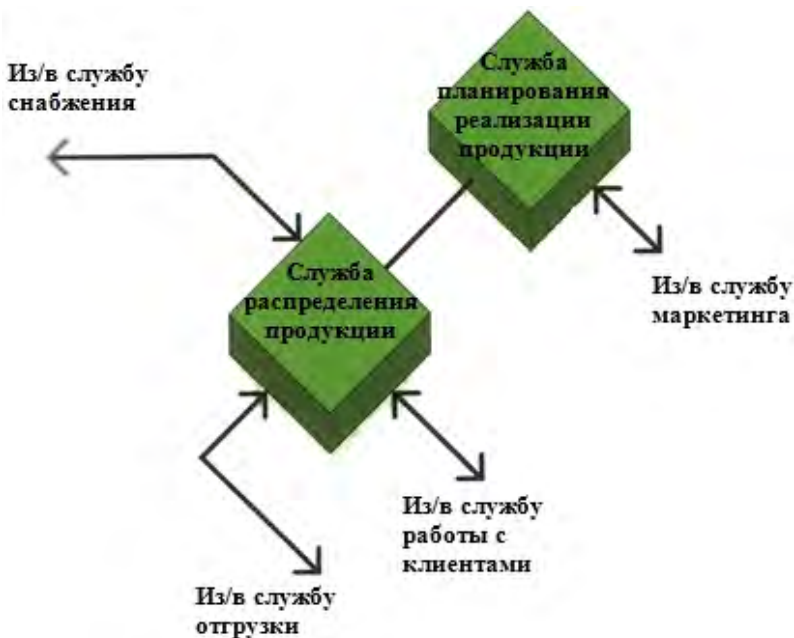 Из/в службу
снабжения
Служба
планирования
реализации
продукции
Служба
распределения
продукции
Из/в службу
маркетинга
Из/в службу
работы с
клиентами
Из/в службу
отгрузки